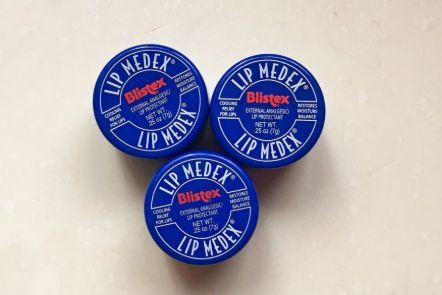 LIP MEDEX®
COOLING
RELIEF
FOR LIPS
Blistex
RESTORES
MOISTURE
BALANCE
EXTERNAL ANALGESIC/
LIP PROTECTANT
NET WT.
.25 oz (7g)
LIP MEDEX®
LIP MEDEX®
COOLING
RELIEF
FOR LIPS
Blistex
RESTORES
MOISTURE
BALANCE
EXTERNAL ANALGESIC/
LIP PROTECTANT
NET WT.
.25 oz (7g)
LIP MEDEX®
LIP MEDEX®
COOLING
RELIEF
FOR LIPS
Blistex
RESTORES
MOISTURE
BALANCE
EXTERNAL ANALGESIC/
LIP PROTECTANT
NET WT.
.25 oz (7g)
LIP MEDEX®